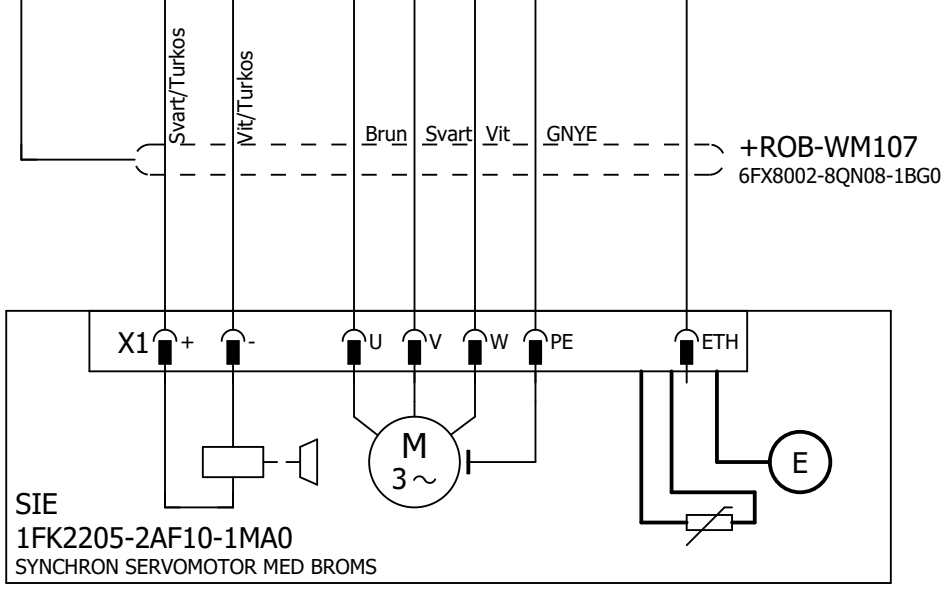 Svart/Turkos
Vit/Turkos
Brun Svart Vit GNYE
+ROB-WM107
6FX8002-8QN08-1BG0
X1 + - U V W PE ETH
M
3~
E
SIE
1FK2205-2AF10-1MA0
SYNCHRON SERVOMOTOR MED BROMS